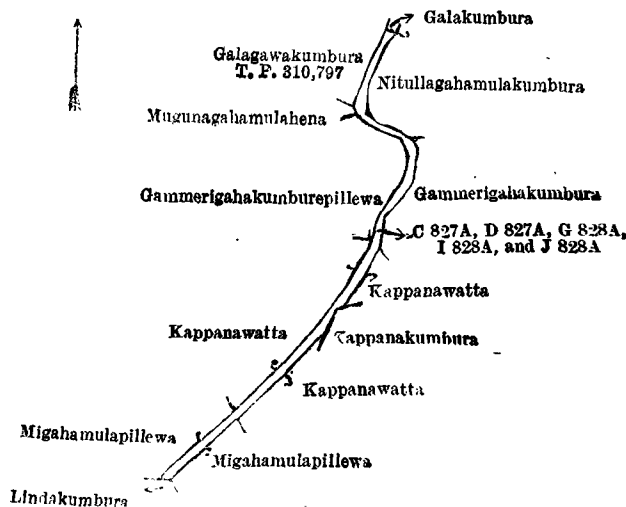 Galakumbura
Galagawakumbura
T. P. 310,797
Nitullagahamulakumbura
Mugunagahamulahena
Gammerigahakumburepillewa
Gammerigahakumbura
C 827A, D 827A, G 828A,
I 828A, and J 828A
Kappanawatta
Kappanawatta
Kappanakumbura
Kappanawatta
Migahamulapillewa
Migahamulapillewa
Lindakumbura